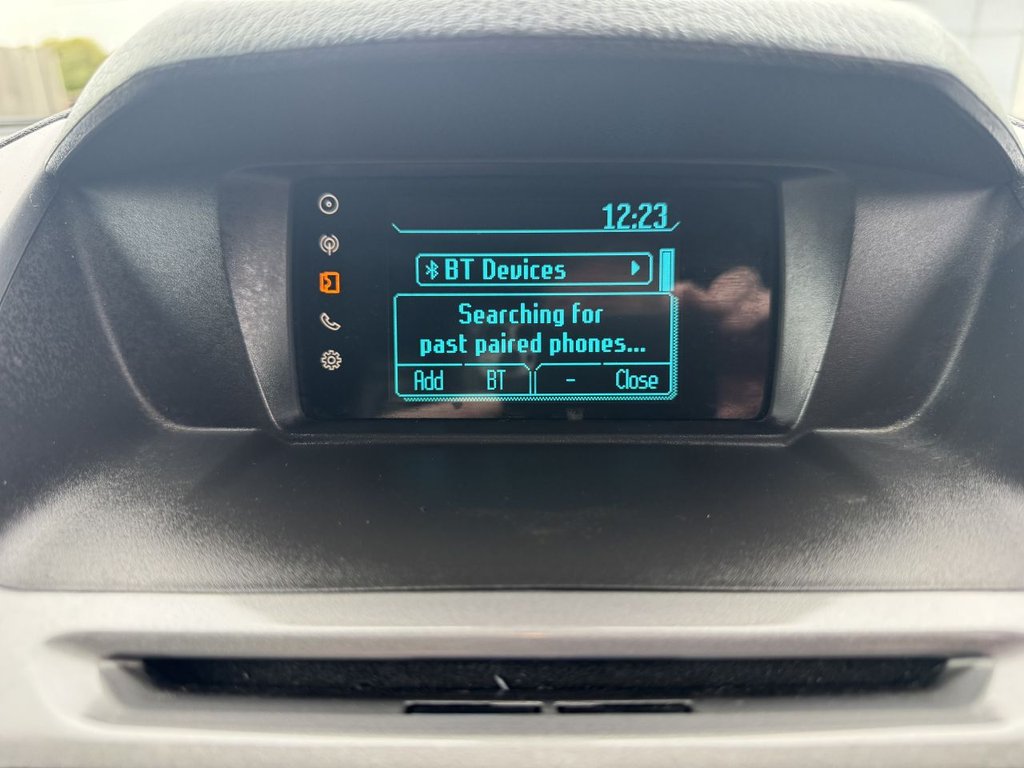 12:23
BT Devices
Searching for
past paired phones...
Add BT - Close